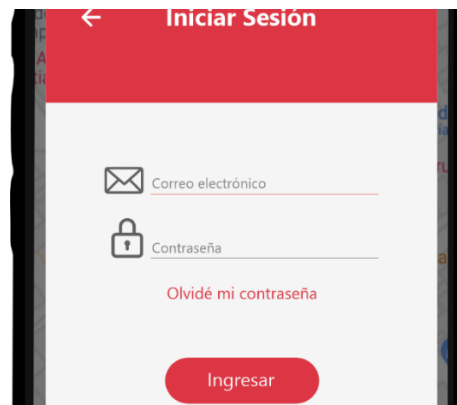 Iniciar Sesión
Correo electrónico
Contraseña
Olvidé mi contraseña
Ingresar